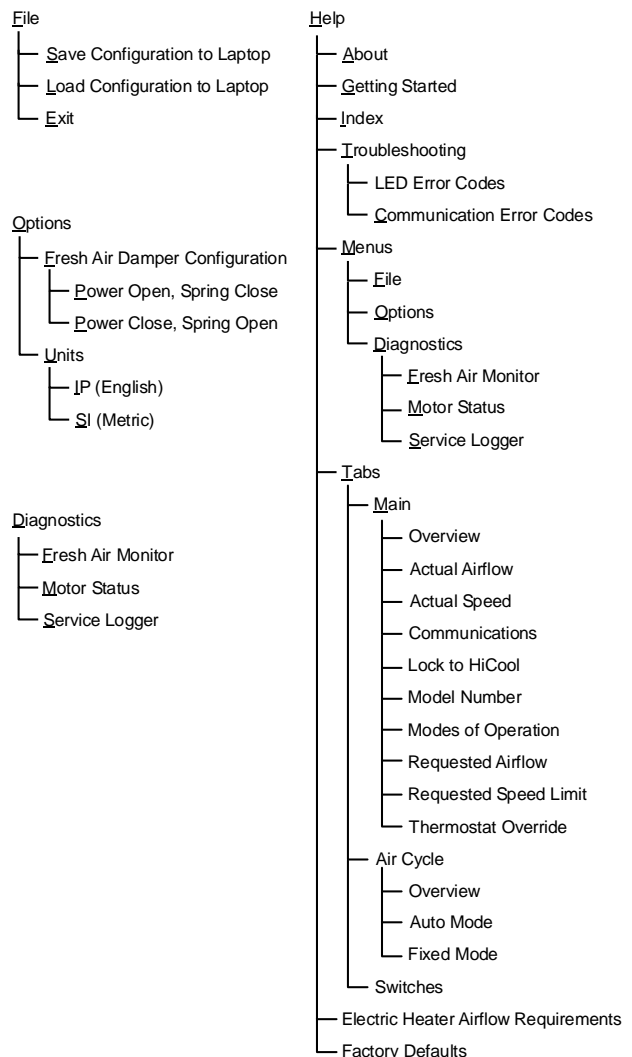 File
Save Configuration to Laptop
Load Configuration to Laptop
Exit
Options
Fresh Air Damper Configuration
Power Open, Spring Close
Power Close, Spring Open
Units
IP (English)
SI (Metric)
Diagnostics
Fresh Air Monitor
Motor Status
Service Logger
Help
About
Getting Started
Index
Troubleshooting
LED Error Codes
Communication Error Codes
Menus
File
Options
Diagnostics
Fresh Air Monitor
Motor Status
Service Logger
Tabs
Main
Overview
Actual Airflow
Actual Speed
Communications
Lock to HiCool
Model Number
Modes of Operation
Requested Airflow
Requested Speed Limit
Thermostat Override
Air Cycle
Overview
Auto Mode
Fixed Mode
Switches
Electric Heater Airflow Requirements
Factory Defaults